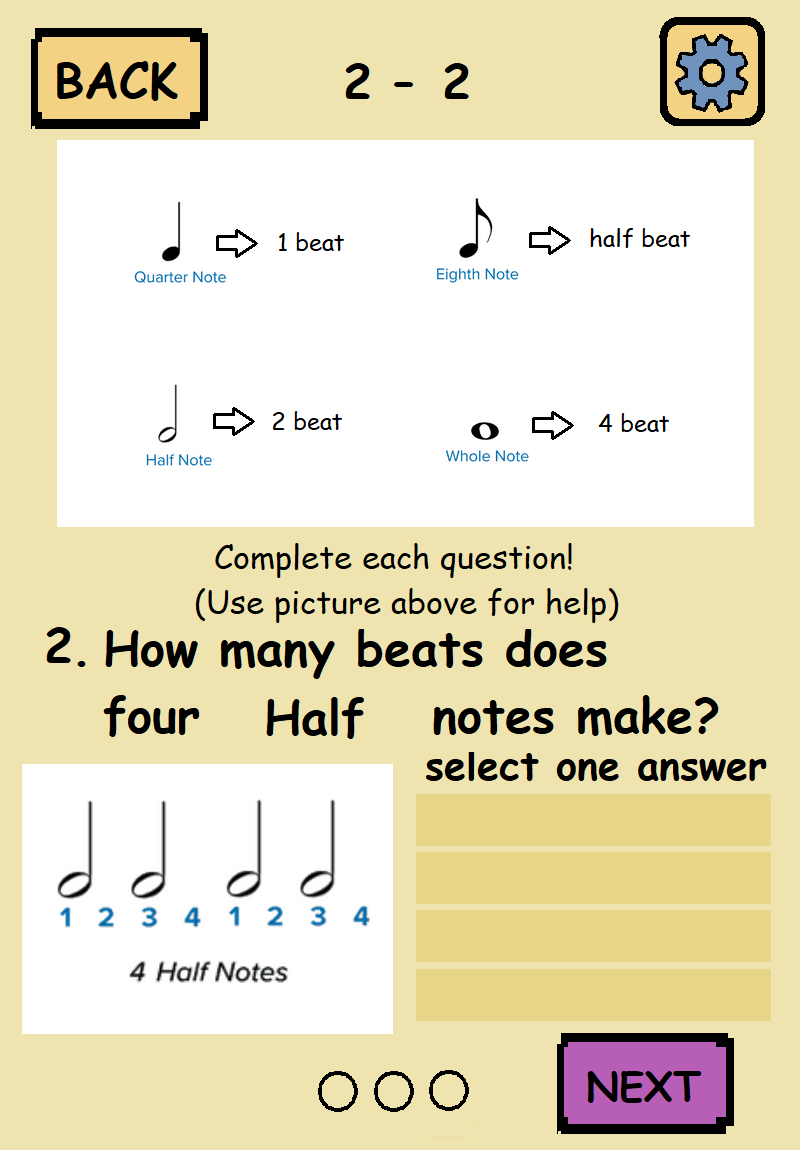 BACK
2 - 2
1 beat
half beat
Quarter Note
Eighth Note
2 beat
4 beat
Half Note
Whole Note
Complete each question!
(Use picture above for help)
2. How many beats does
four Half notes make?
select one answer
1 2 3 4 1 2 3 4
4 Half Notes
NEXT